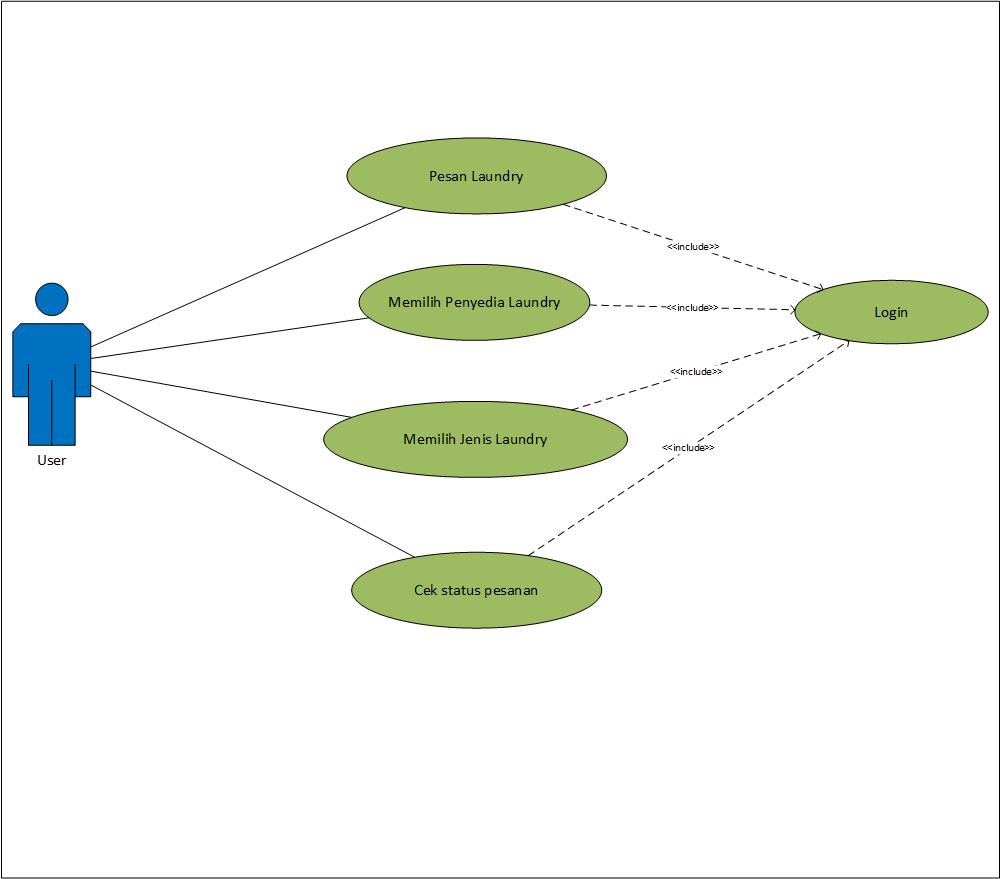 Pesan Laundry
<<include>>
Memilih Penyedia Laundry
<<include>>
Login
<<include>>
Memilih Jenis Laundry
<<include>>
User
Cek status pesanan